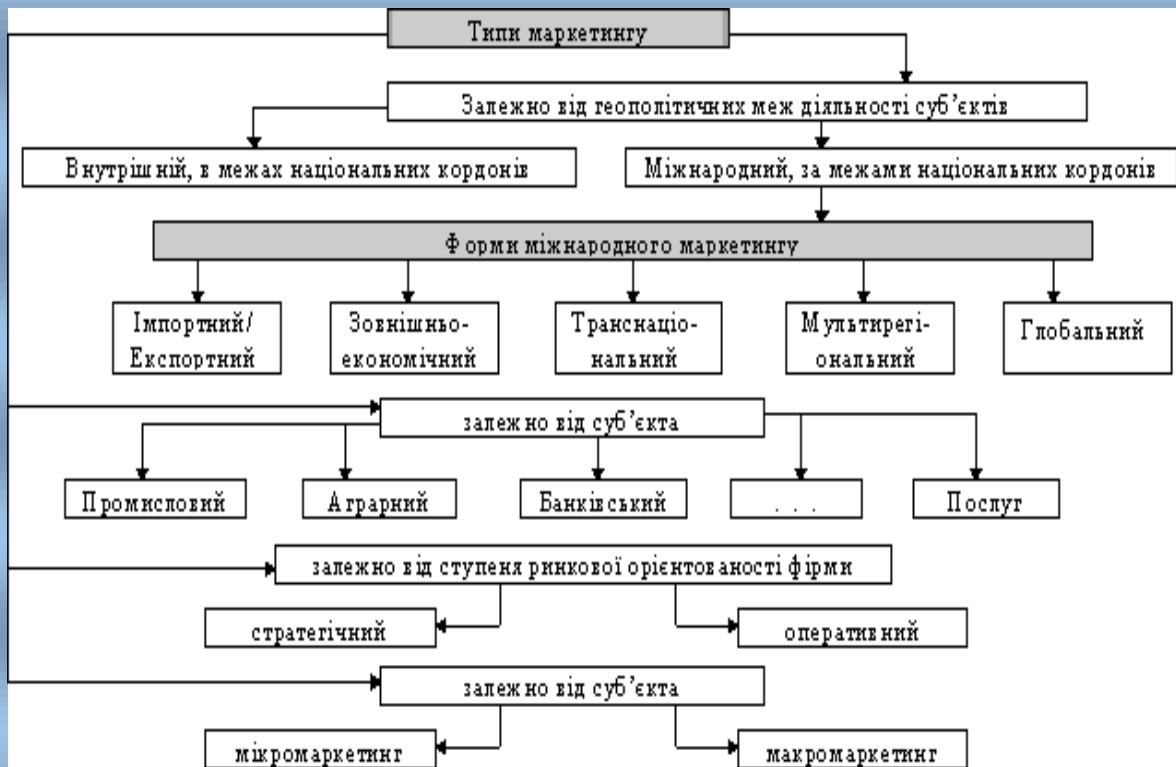 Типи маркетингу
Залежно від геополітичних меж діяльності суб’єктів
Внутрішній, в межах національних кордонів
Міжнародний, за межами національних кордонів
Форми міжнародного маркетингу
Імпортний/
Експортний
Зовнішньо-
економічний
Транснаціо-
нальний
Мультирегі-
ональний
Глобальний
залежно від суб’єкта
Промисловий
Аграрний
Банківський
. . .
Послуг
залежно від ступеня ринкової орієнтованості фірми
стратегічний
оперативний
залежно від суб’єкта
мікромаркетинг
макромаркетинг